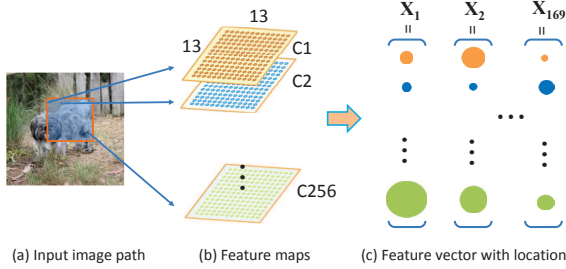 13
13
C1
C2
C256
X1
X2
X169
=
=
=
(a) Input image path
(b) Feature maps
(c) Feature vector with location